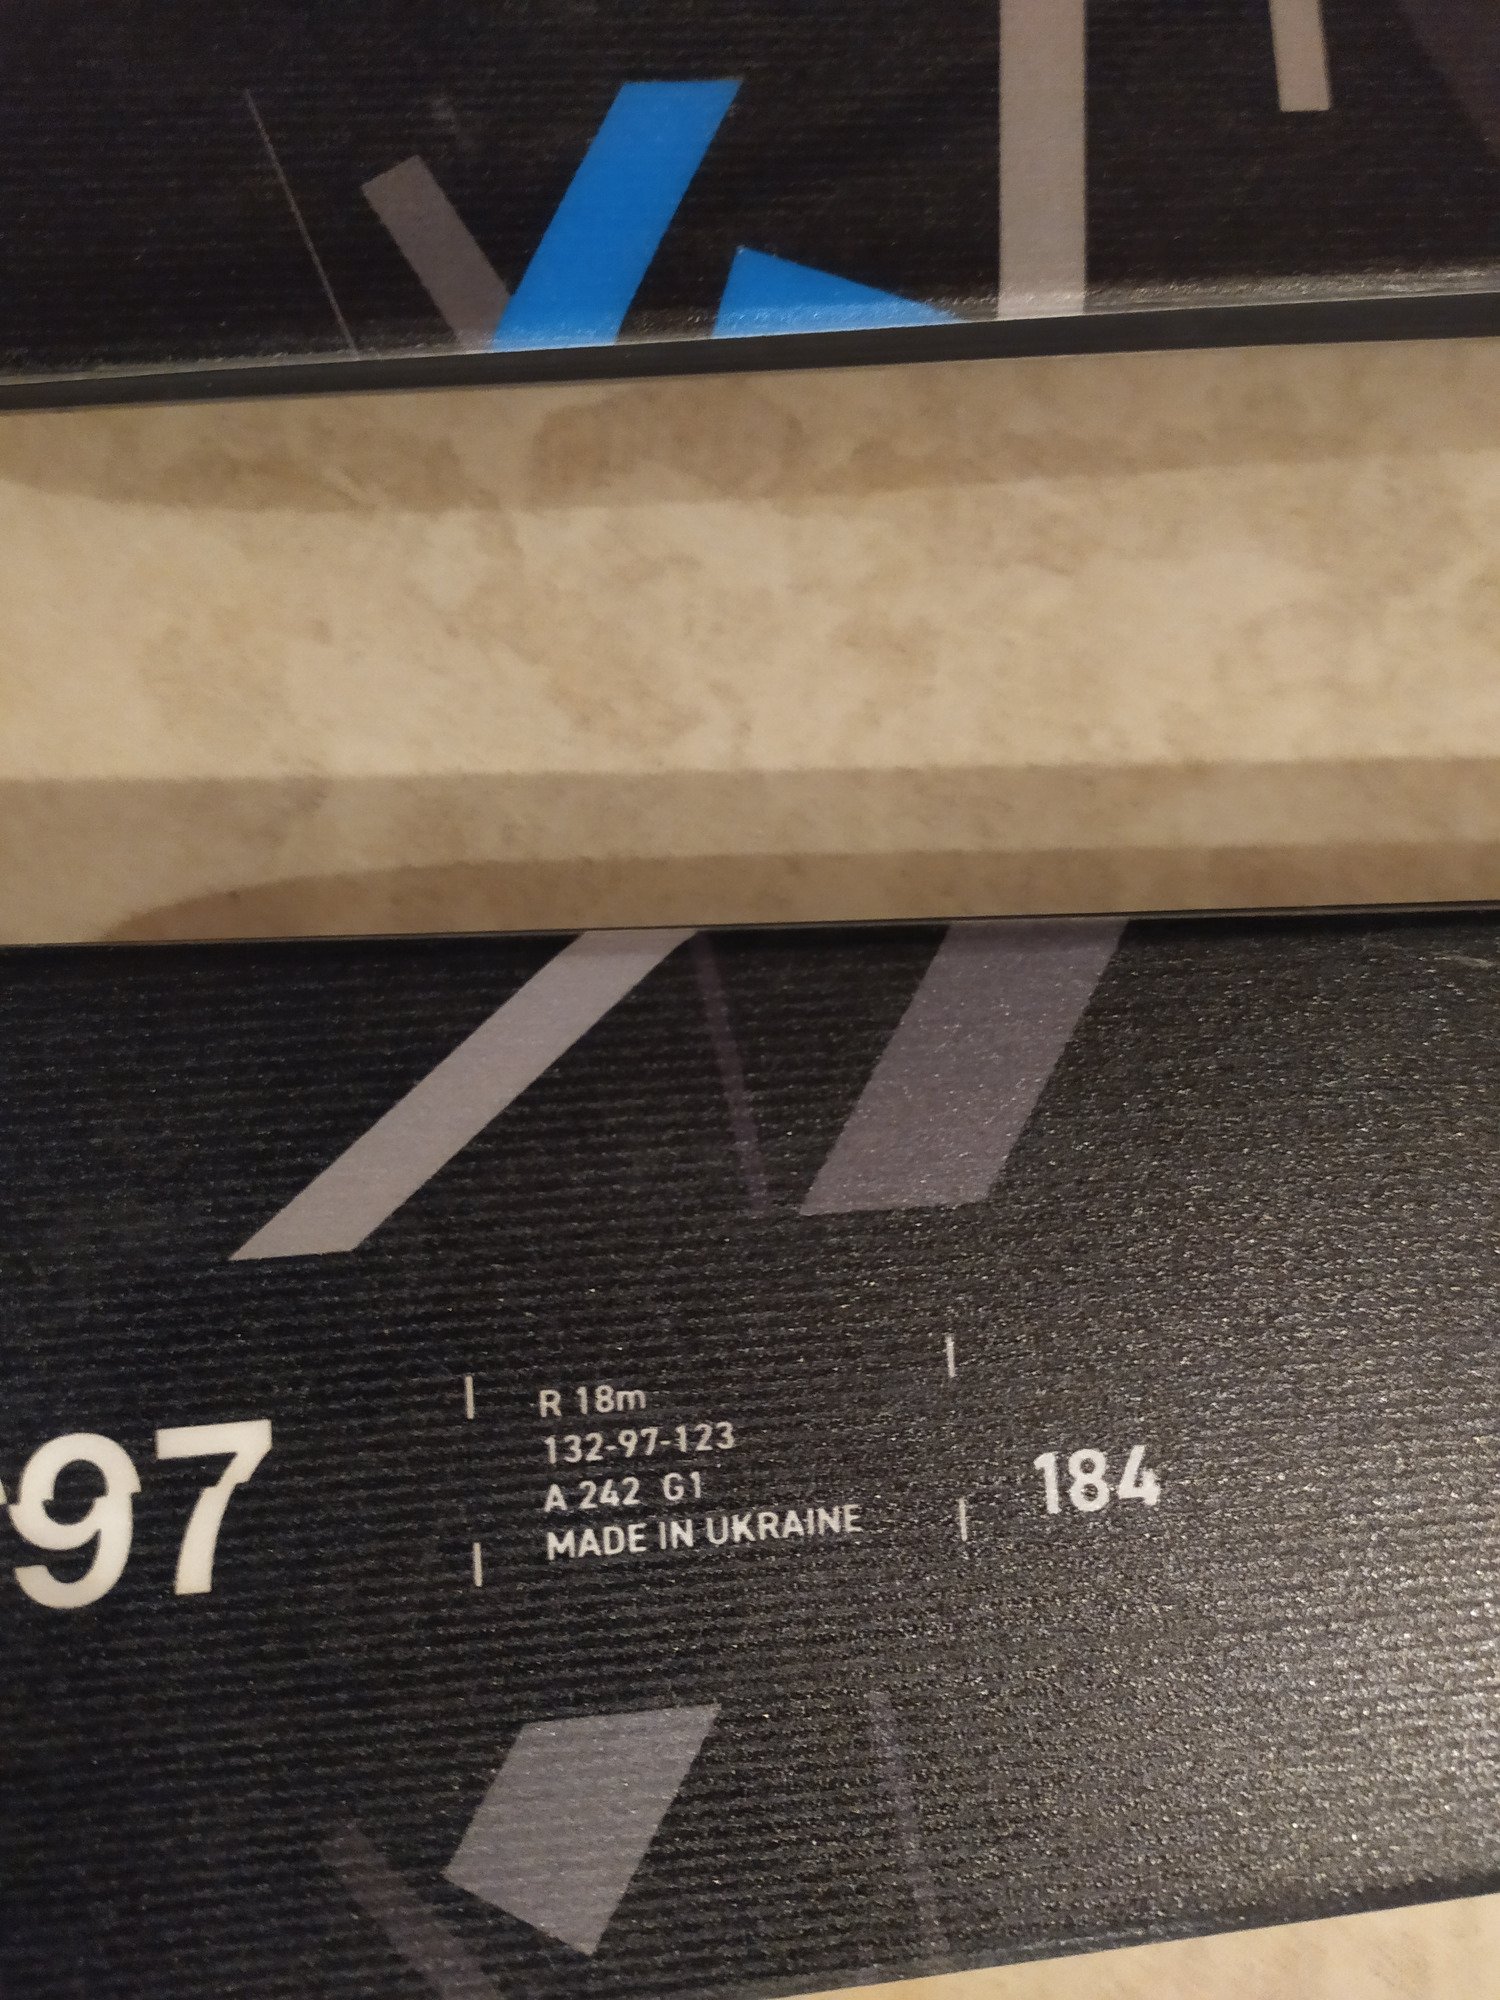 97
R 18m
132-97-123
A 242 G1
MADE IN UKRAINE
184